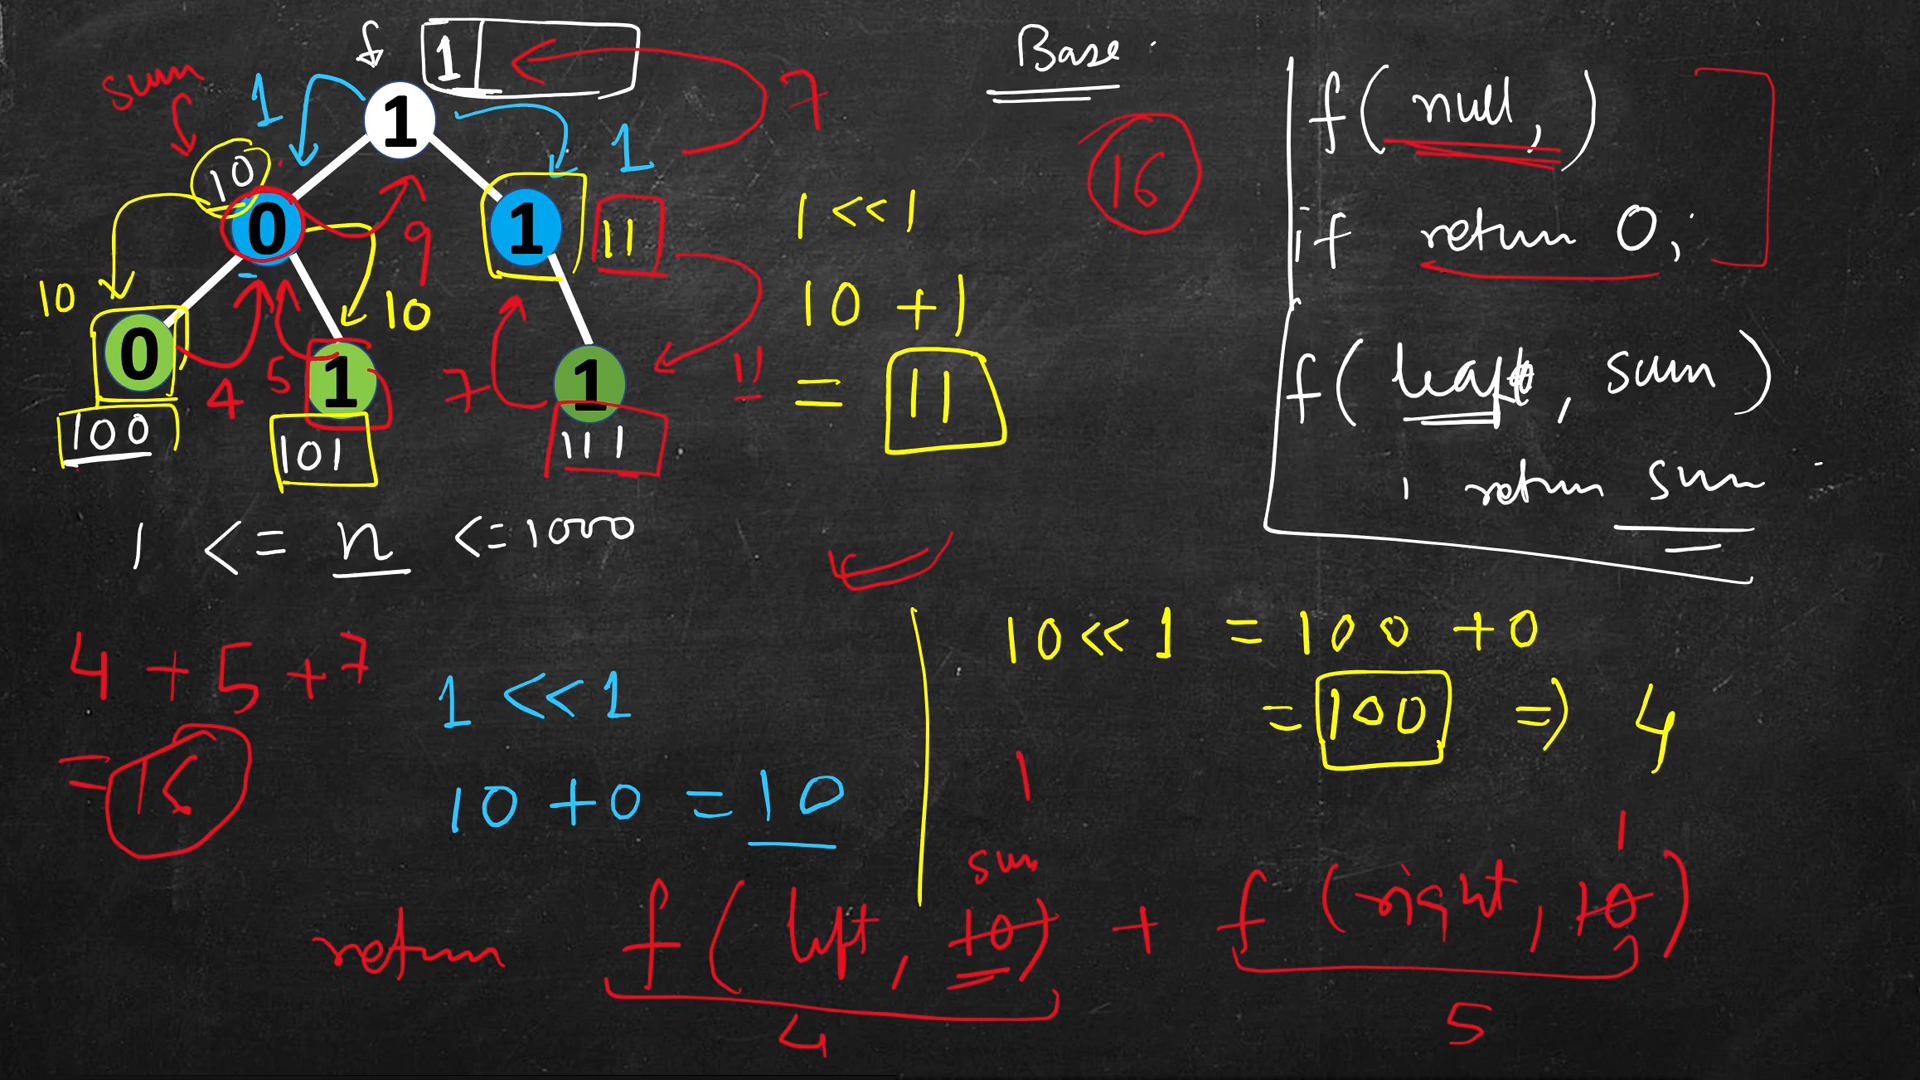 f 1
sum 1 1 7
10 1
0 9 1 11
10 10
0 4 5 1 7 1 11
100 101 111
1 <= n <=1000
4 + 5 + 7
= 16
1 << 1
10 + 0 = 10
1 << 1
10 + 1
= 11
Base
16
f( null, )
if return 0;
f( leaf, sum )
return sum
10 << 1 = 100 + 0
= 100 => 4
1
sum 1
return f( left, 10 ) + f( right, 10 )
4 5